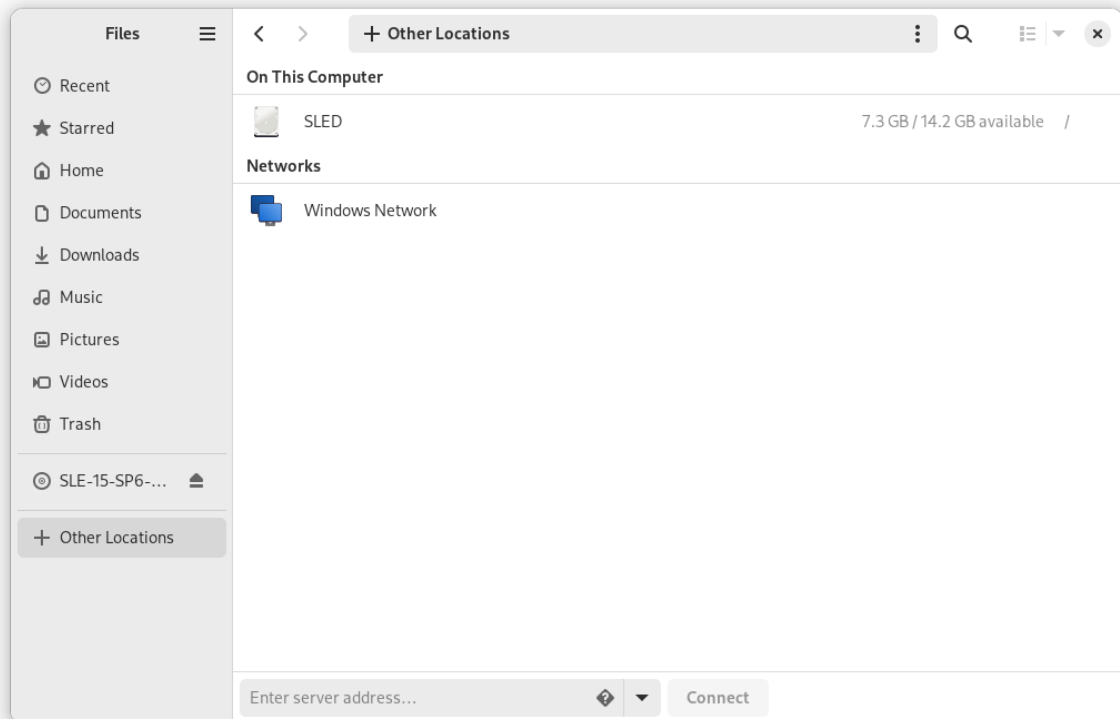 Files
Recent
Starred
Home
Documents
Downloads
Music
Pictures
Videos
Trash
SLE-15-SP6-...
Other Locations
Other Locations
On This Computer
SLED 7.3 GB / 14.2 GB available /
Networks
Windows Network
Enter server address... Connect